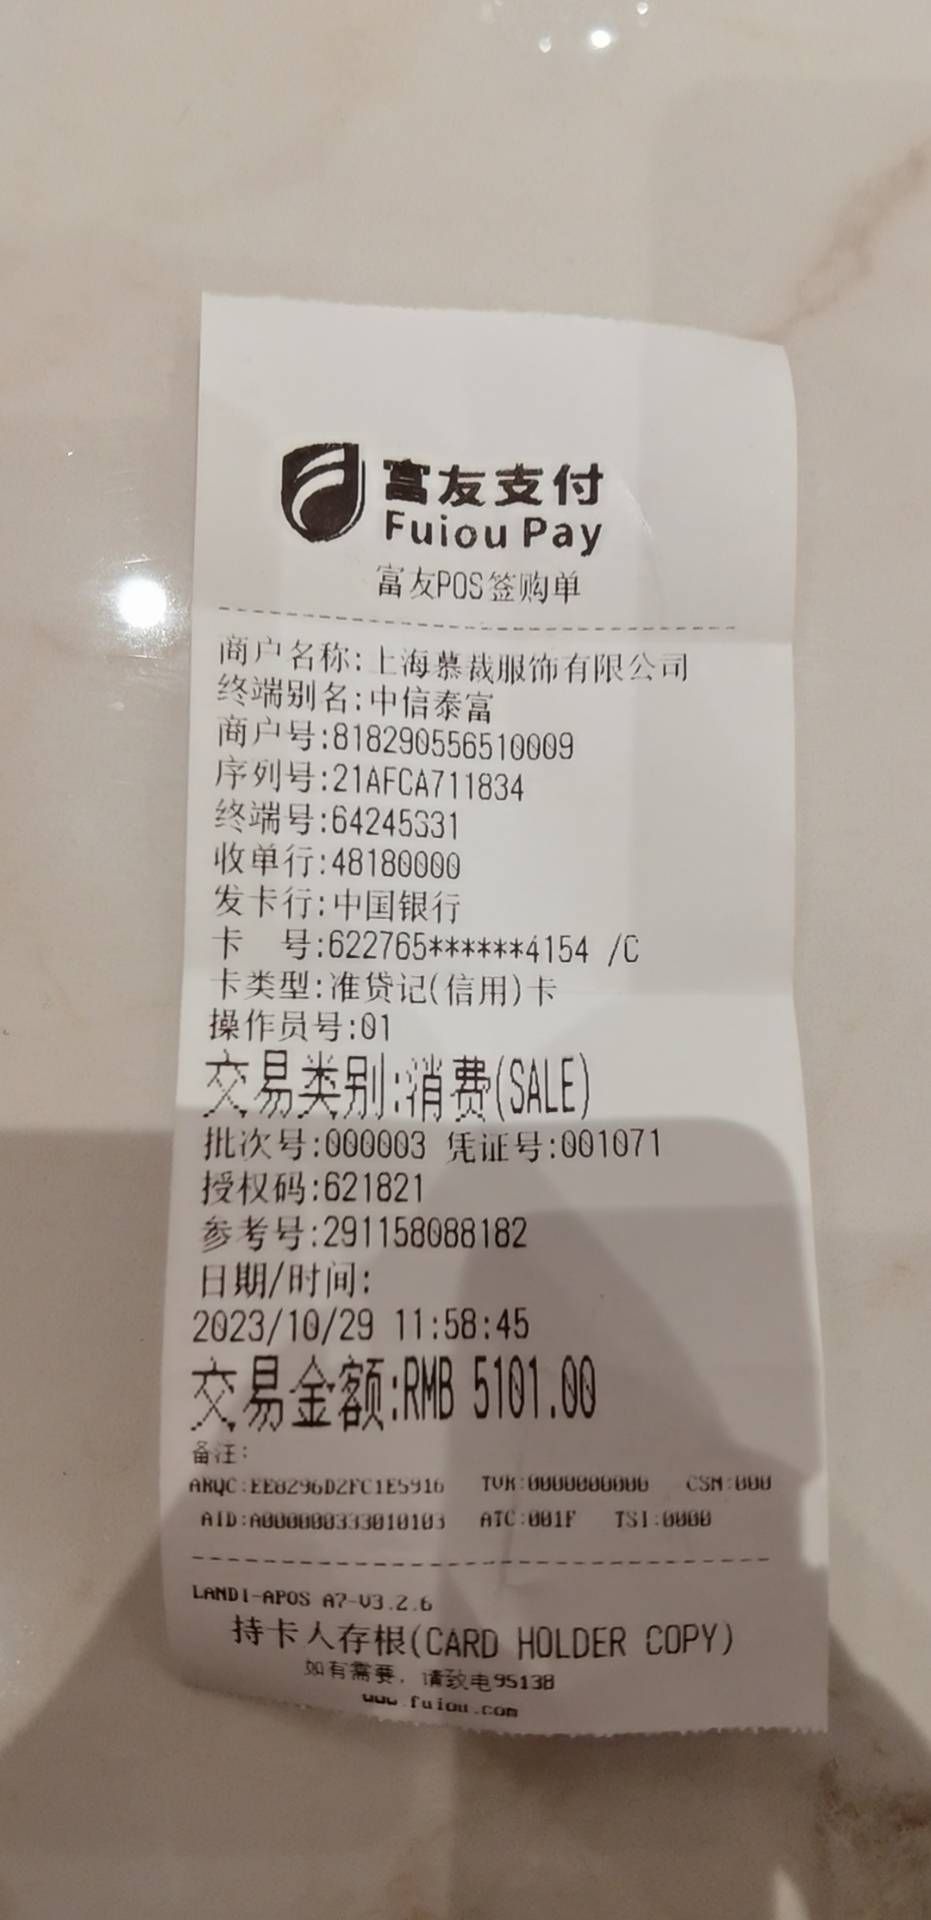 富友支付
Fuiou Pay
富友POS签购单
商户名称:上海慕裁服饰有限公司
终端别名:中信泰富
商户号:818290556510009
序列号:21AFCA711834
终端号:64245331
收单行:48180000
发卡行:中国银行
卡 号:622765******4154 /C
卡类型:准贷记(信用)卡
操作员号:01
交易类别:消费(SALE)
批次号:000003 凭证号:001071
授权码:621821
参考号:291158088182
日期/时间:
2023/10/29 11:58:45
交易金额:RMB 5101.00
备注:
ARQC:EE8296D2FC1E5916 TVR:0000000000 CSN:000
AID:A000000333010103 ATC:001F TSI:0000
LANDI-APOS A7-V3.2.6
持卡人存根(CARD HOLDER COPY)
如有需要，请致电95138
www.fuiou.com